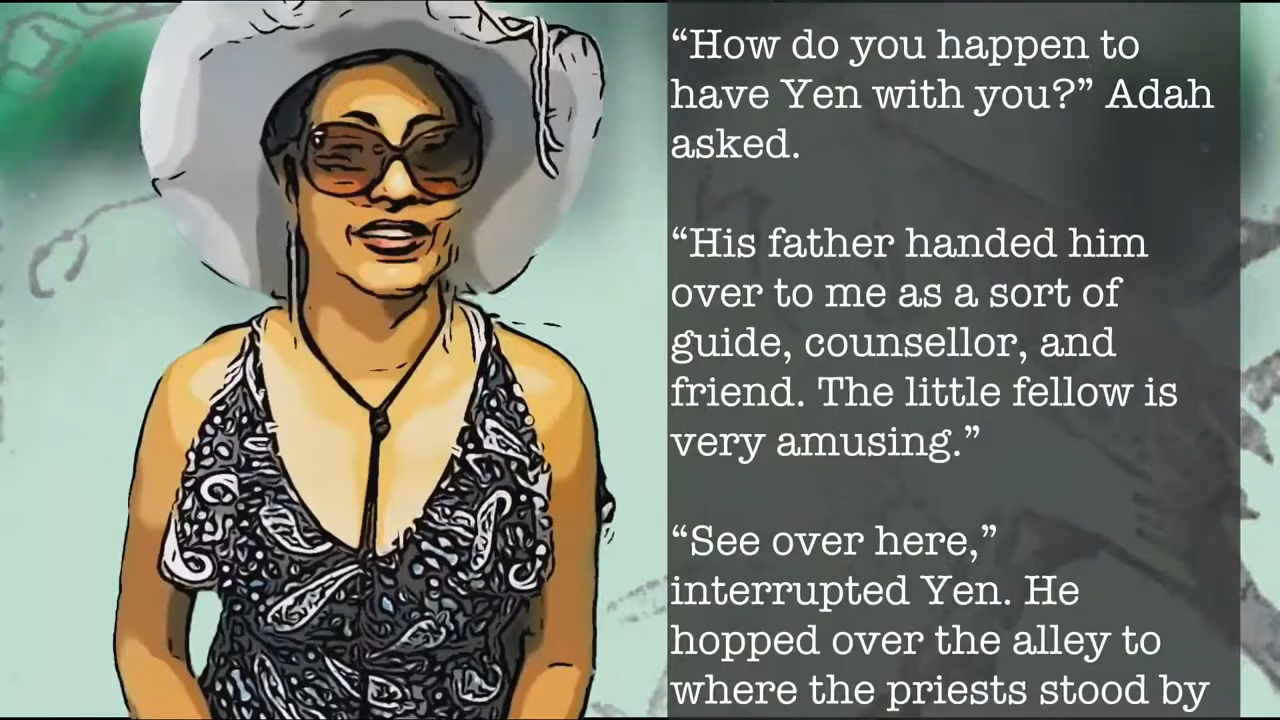 “How do you happen to
have Yen with you?” Adah
asked.
“His father handed him
over to me as a sort of
guide, counsellor, and
friend. The little fellow is
very amusing.”
“See over here,”
interrupted Yen. He
hopped over the alley to
where the priests stood by